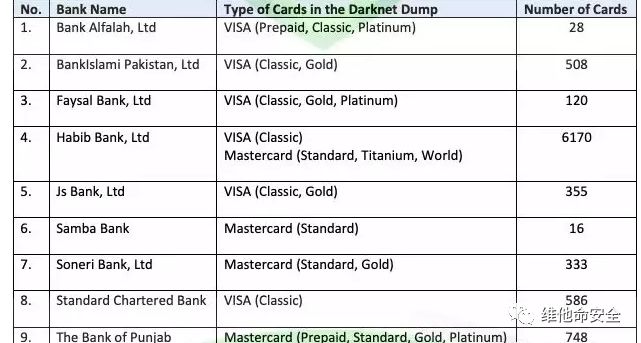 No. Bank Name Type of Cards in the Darknet Dump Number of Cards
1. Bank Alfalah, Ltd VISA (Prepaid, Classic, Platinum) 28
2. BankIslami Pakistan, Ltd VISA (Classic, Gold) 508
3. Faysal Bank, Ltd VISA (Classic, Gold, Platinum) 120
4. Habib Bank, Ltd VISA (Classic) 6170
Mastercard (Standard, Titanium, World)
5. Js Bank, Ltd VISA (Classic, Gold) 355
6. Samba Bank Mastercard (Standard) 16
7. Soneri Bank, Ltd Mastercard (Standard, Gold) 333
8. Standard Chartered Bank VISA (Classic) 586
维他命安全
9. The Bank of Punjab Mastercard (Prepaid, Standard, Gold, Platinum) 748